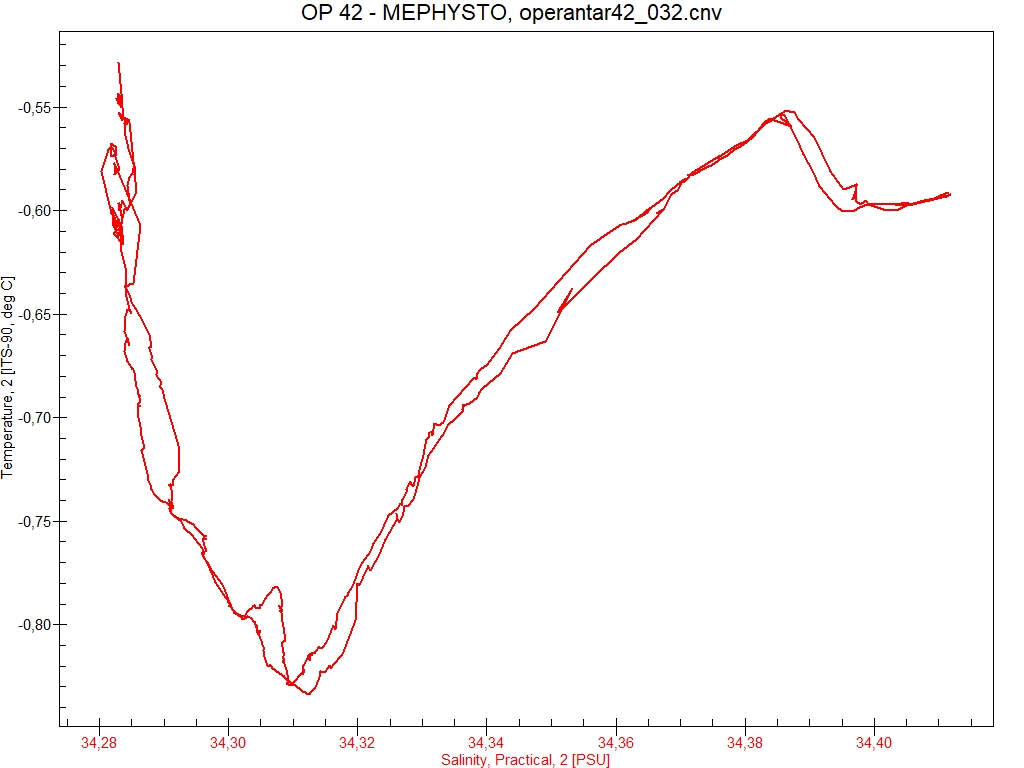 OP 42 - MEPHYSTO, operantar42_032.cnv
-0,55
-0,60
-0,65
-0,70
-0,75
-0,80
Temperature, 2 [ITS-90, deg C]
34,28 34,30 34,32 34,34 34,36 34,38 34,40
Salinity, Practical, 2 [PSU]